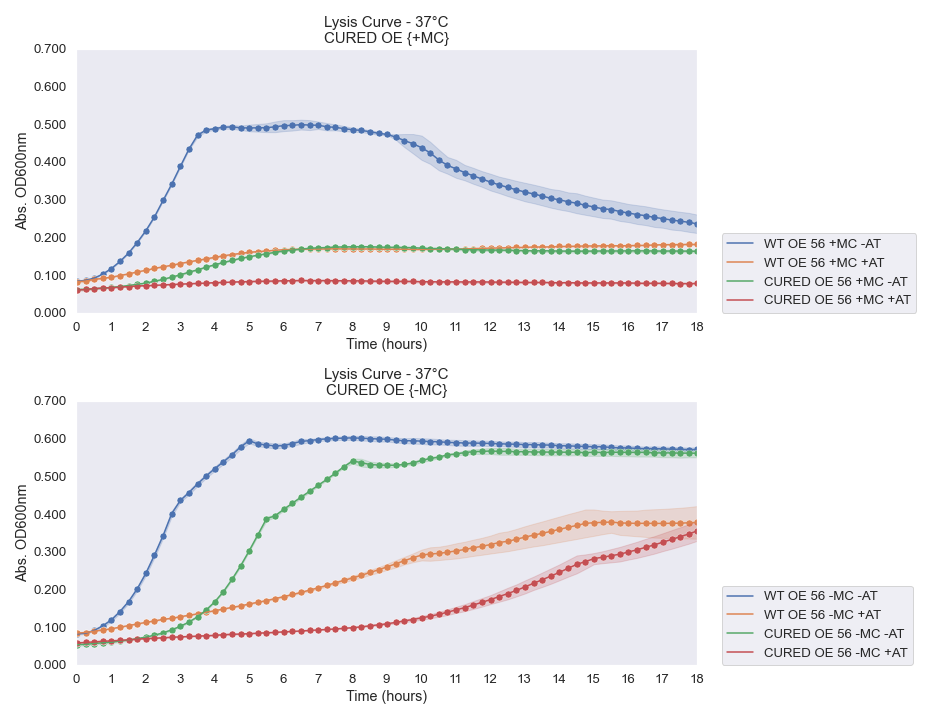 Lysis Curve - 37°C
CURED OE {+MC}
0.700
0.600
0.500
0.400
0.300
0.200
0.100
0.000
Abs. OD600nm
0 1 2 3 4 5 6 7 8 9 10 11 12 13 14 15 16 17 18
Time (hours)
WT OE 56 +MC -AT
WT OE 56 +MC +AT
CURED OE 56 +MC -AT
CURED OE 56 +MC +AT
Lysis Curve - 37°C
CURED OE {-MC}
0.700
0.600
0.500
0.400
0.300
0.200
0.100
0.000
Abs. OD600nm
0 1 2 3 4 5 6 7 8 9 10 11 12 13 14 15 16 17 18
Time (hours)
WT OE 56 -MC -AT
WT OE 56 -MC +AT
CURED OE 56 -MC -AT
CURED OE 56 -MC +AT